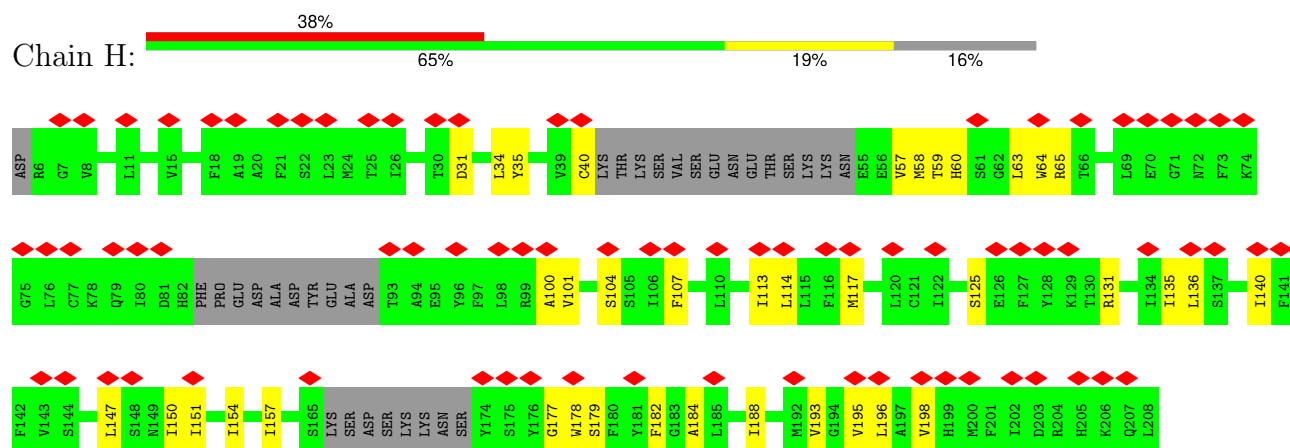 38%
Chain H:
65% 19% 16%
ASP R6 G7 V8 L11 V15 F18 A19 A20 F21 S22 L23 M24 T25 I26 T30 D31 L34 Y35 V39 C40 LYS THR LYS SER VAL SER GLU ASN GLU THR SER LYS LYS ASN E55 E56 V57 M58 T59 H60 S61 G62 L63 W64 R65 T66 L69 E70 G71 N72 F73 K74
G75 L76 C77 K78 Q79 I80 D81 H82 PHE PRO GLU ASP ALA ASP TYR GLU ALA ASP T93 A94 E95 Y96 F97 L98 R99 A100 V101 S104 S105 I106 F107 L110 I113 L114 L115 F116 M117 L120 C121 I122 S125 E126 F127 Y128 K129 T130 R131 I134 I135 L136 S137 I140 F141
F142 V143 S144 L147 S148 N149 I150 I151 I154 I157 S165 LYS SER ASP SER LYS LYS ASN SER Y174 S175 Y176 G177 W178 S179 F180 Y181 F182 G183 A184 L185 I188 M192 V193 G194 V195 L196 A197 V198 H199 M200 F201 I202 D203 R204 H205 K206 Q207 L208